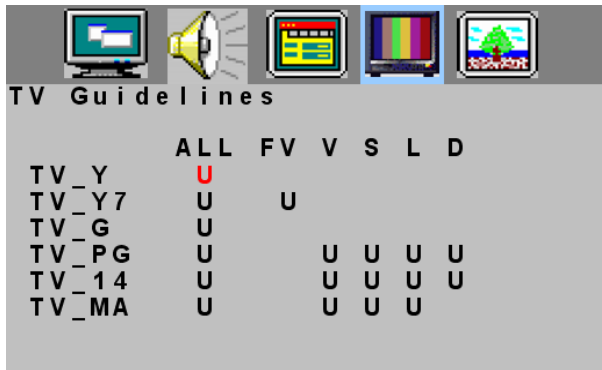 TV Guidelines
ALL FV V S L D
TV_Y U
TV_Y7 U U
TV_G U
TV_PG U U U U U
TV_14 U U U U U
TV_MA U U U U